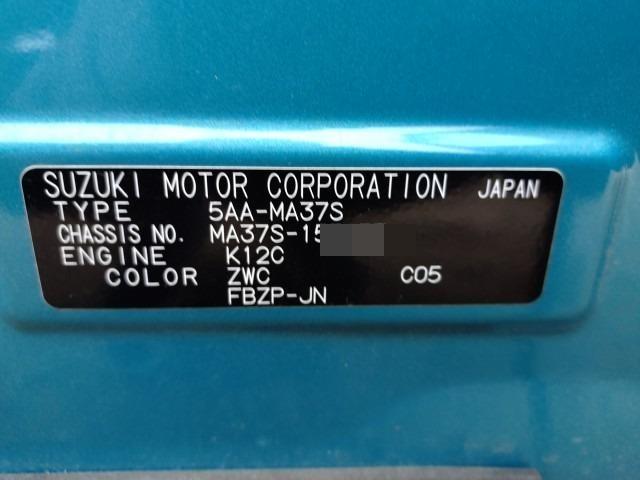 SUZUKI MOTOR CORPORATION JAPAN
TYPE 5AA-MA37S
CHASSIS NO. MA37S-15
ENGINE K12C
COLOR ZWC C05
FBZP-JN